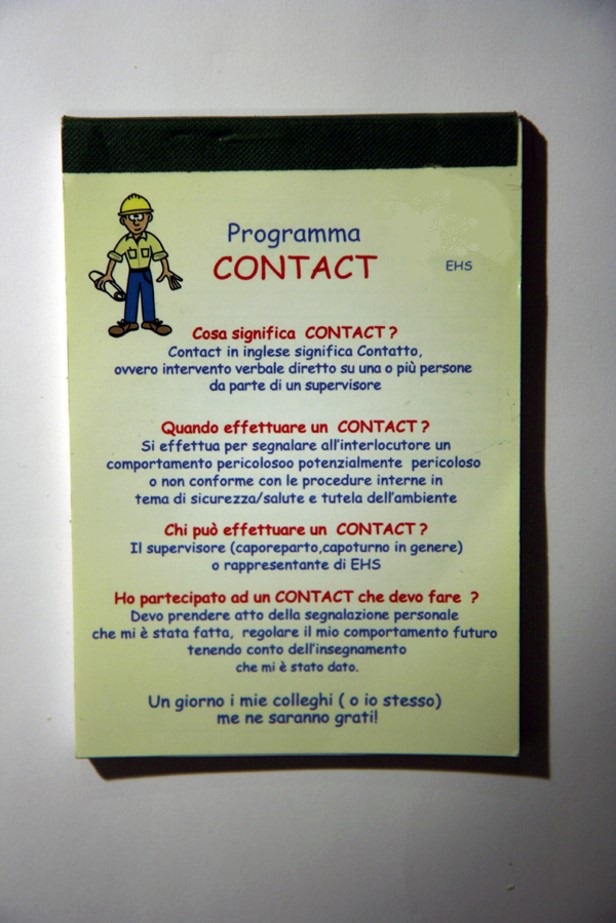 Programma
CONTACT
EHS
Cosa significa CONTACT ?
Contact in inglese significa Contatto,
ovvero intervento verbale diretto su una o più persone
da parte di un supervisore
Quando effettuare un CONTACT ?
Si effettua per segnalare all'interlocutore un
comportamento pericolosoo potenzialmente pericoloso
o non conforme con le procedure interne in
tema di sicurezza/salute e tutela dell'ambiente
Chi può effettuare un CONTACT ?
Il supervisore (caporeparto,capoturno in genere)
o rappresentante di EHS
Ho partecipato ad un CONTACT che devo fare ?
Devo prendere atto della segnalazione personale
che mi è stata fatta, regolare il mio comportamento futuro
tenendo conto dell'insegnamento
che mi è stato dato.
Un giorno i mie colleghi ( o io stesso)
me ne saranno grati!